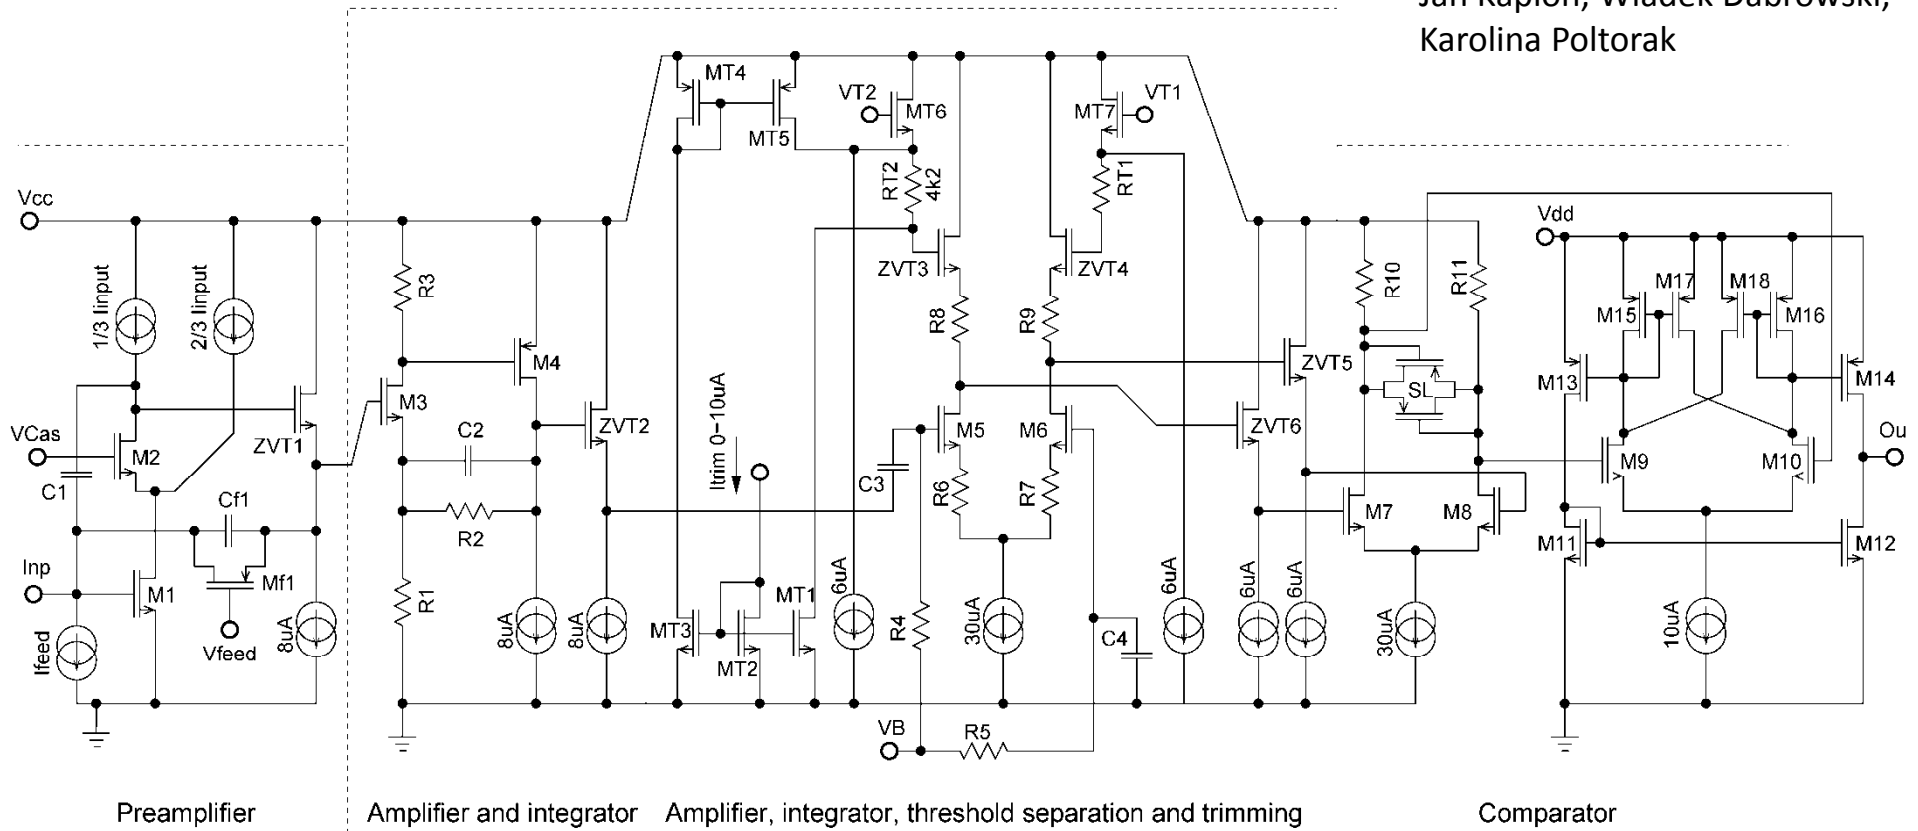 Jan Kaplon, Wladek Dabrowski,
Karolina Poltorak
MT4
VT2
MT6
VT1
MT7
MT5
RT2
4k2
RT1
Vcc
Vdd
1/3 Iinput
2/3 Iinput
R3
ZVT3
ZVT4
R10
R11
M17
M18
M15
M16
R8
R9
M4
ZVT5
M13
M14
SL
M3
VCas
M2
ZVT1
C2
ZVT2
M5
M6
ZVT6
Ou
M9
M10
C1
Itrim 0-10uA
C3
R6
R7
Cf1
R2
M7
M8
M11
M12
Inp
M1
Mf1
R1
MT1
6uA
6uA
6uA
6uA
Ifeed
Vfeed
8uA
8uA
8uA
MT3
MT2
R4
30uA
C4
30uA
10uA
VB
R5
Preamplifier
Amplifier and integrator
Amplifier, integrator, threshold separation and trimming
Comparator